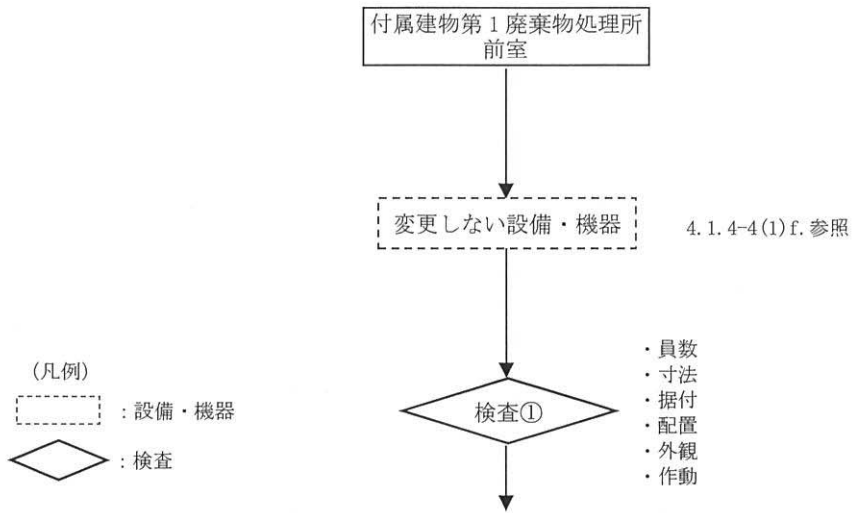 付属建物第1廃棄物処理所
前室
変更しない設備・機器
4.1.4-4(1)f.参照
検査①
・員数
・寸法
・据付
・配置
・外観
・作動
(凡例)
：設備・機器
：検査